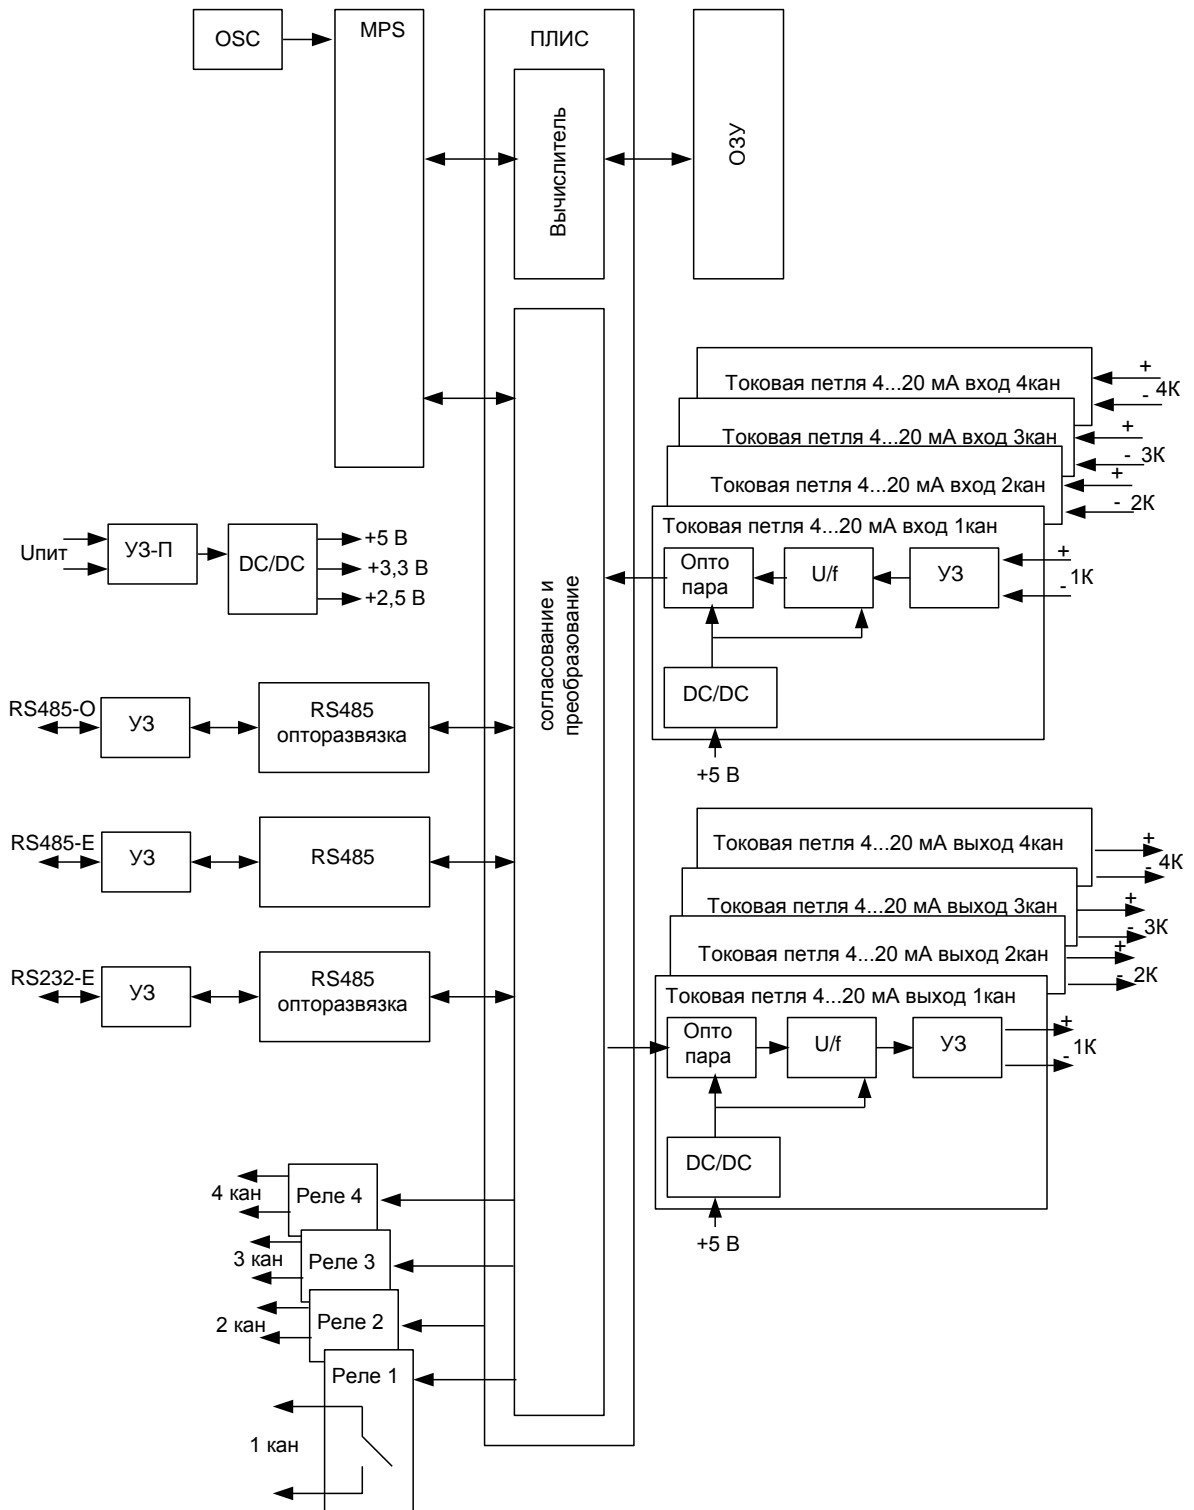 OSC
MPS
ПЛИС
Вычислитель
ОЗУ
Токовая петля 4...20 мА вход 4кан
+
- 4К
Токовая петля 4...20 мА вход 3кан
+
- 3К
Токовая петля 4...20 мА вход 2кан
+
- 2К
Токовая петля 4...20 мА вход 1кан
Опто
пара
U/f
УЗ
+
- 1К
DC/DC
+5 В
Uпит
УЗ-П
DC/DC
+5 В
+3,3 В
+2,5 В
согласование и
преобразование
RS485-О
УЗ
RS485
опторазвязка
RS485-Е
УЗ
RS485
RS232-Е
УЗ
RS485
опторазвязка
Токовая петля 4...20 мА выход 4кан
+
- 4К
Токовая петля 4...20 мА выход 3кан
+
- 3К
Токовая петля 4...20 мА выход 2кан
+
- 2К
Токовая петля 4...20 мА выход 1кан
Опто
пара
U/f
УЗ
+
- 1К
DC/DC
+5 В
4 кан
Реле 4
3 кан
Реле 3
2 кан
Реле 2
Реле 1
1 кан